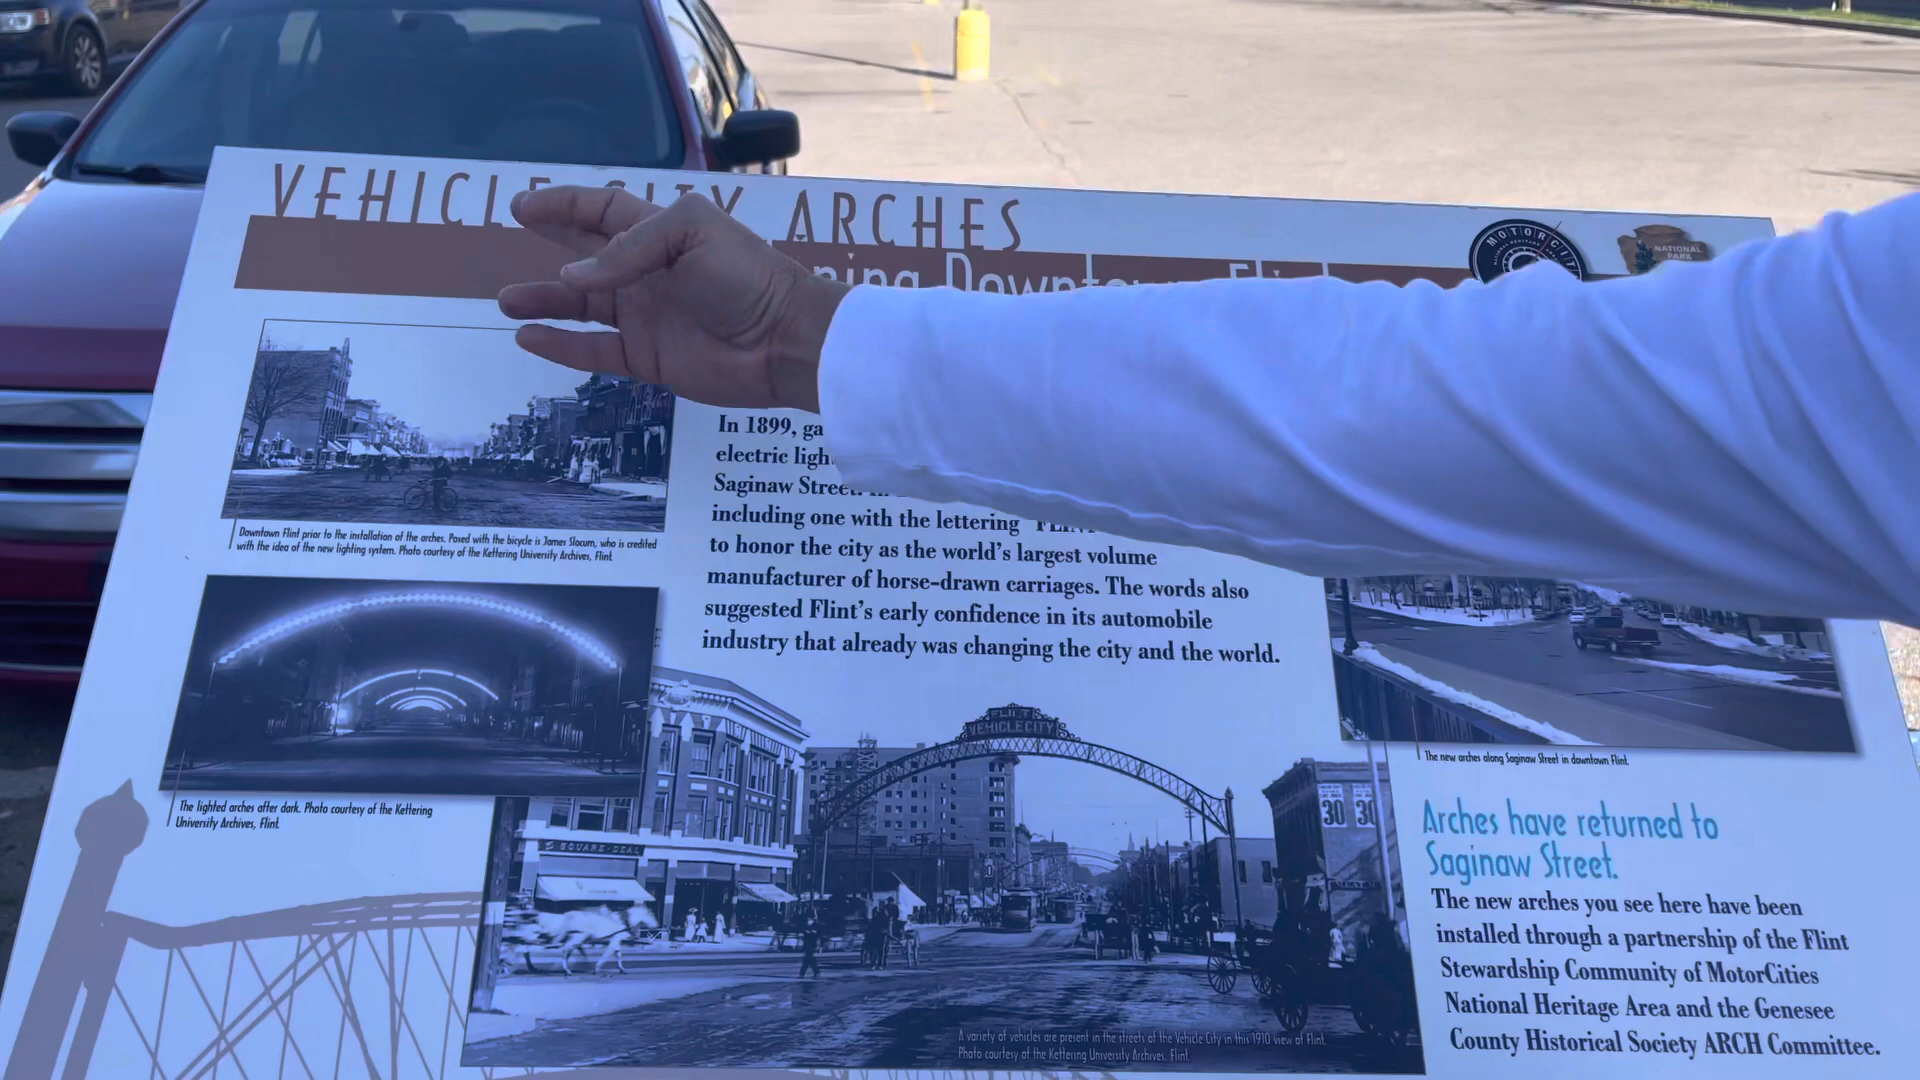 VEHICLE CITY ARCHES
Downtown Flint
MOTORCIT
NATIONAL
PARK
In 1899,
electric
Saginaw Street.
including one with the lettering
to honor the city as the world's largest volume
manufacturer of horse-drawn carriages. The words also
suggested Flint's early confidence in its automobile
industry that already was changing the city and the world.
Downtown Flint prior to the installation of the arches. Posed with the bicycle is James Slocum, who is credited
with the idea of the new lighting system. Photo courtesy of the Kettering University Archives, Flint.
The lighted arches after dark. Photo courtesy of the Kettering
University Archives, Flint.
FLINT
VEHICLE CITY
SQUARE-DEAL
30 30
A variety of vehicles are present in the streets of the Vehicle City in this 1910 view of Flint.
Photo courtesy of the Kettering University Archives, Flint.
The new arches along Saginaw Street in downtown Flint.
Arches have returned to
Saginaw Street.
The new arches you see here have been
installed through a partnership of the Flint
Stewardship Community of MotorCities
National Heritage Area and the Genesee
County Historical Society ARCH Committee.